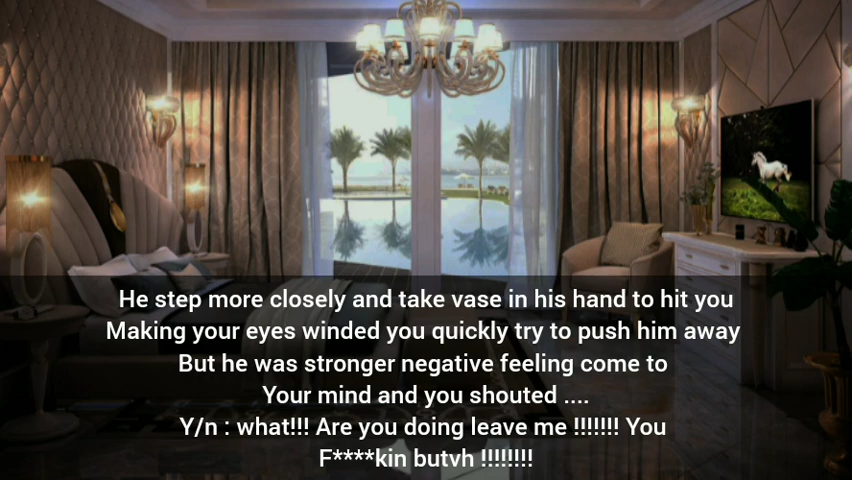 He step more closely and take vase in his hand to hit you
Making your eyes winded you quickly try to push him away
But he was stronger negative feeling come to
Your mind and you shouted ....
Y/n : what!!! Are you doing leave me !!!!!!! You
F****kin butvh !!!!!!!!